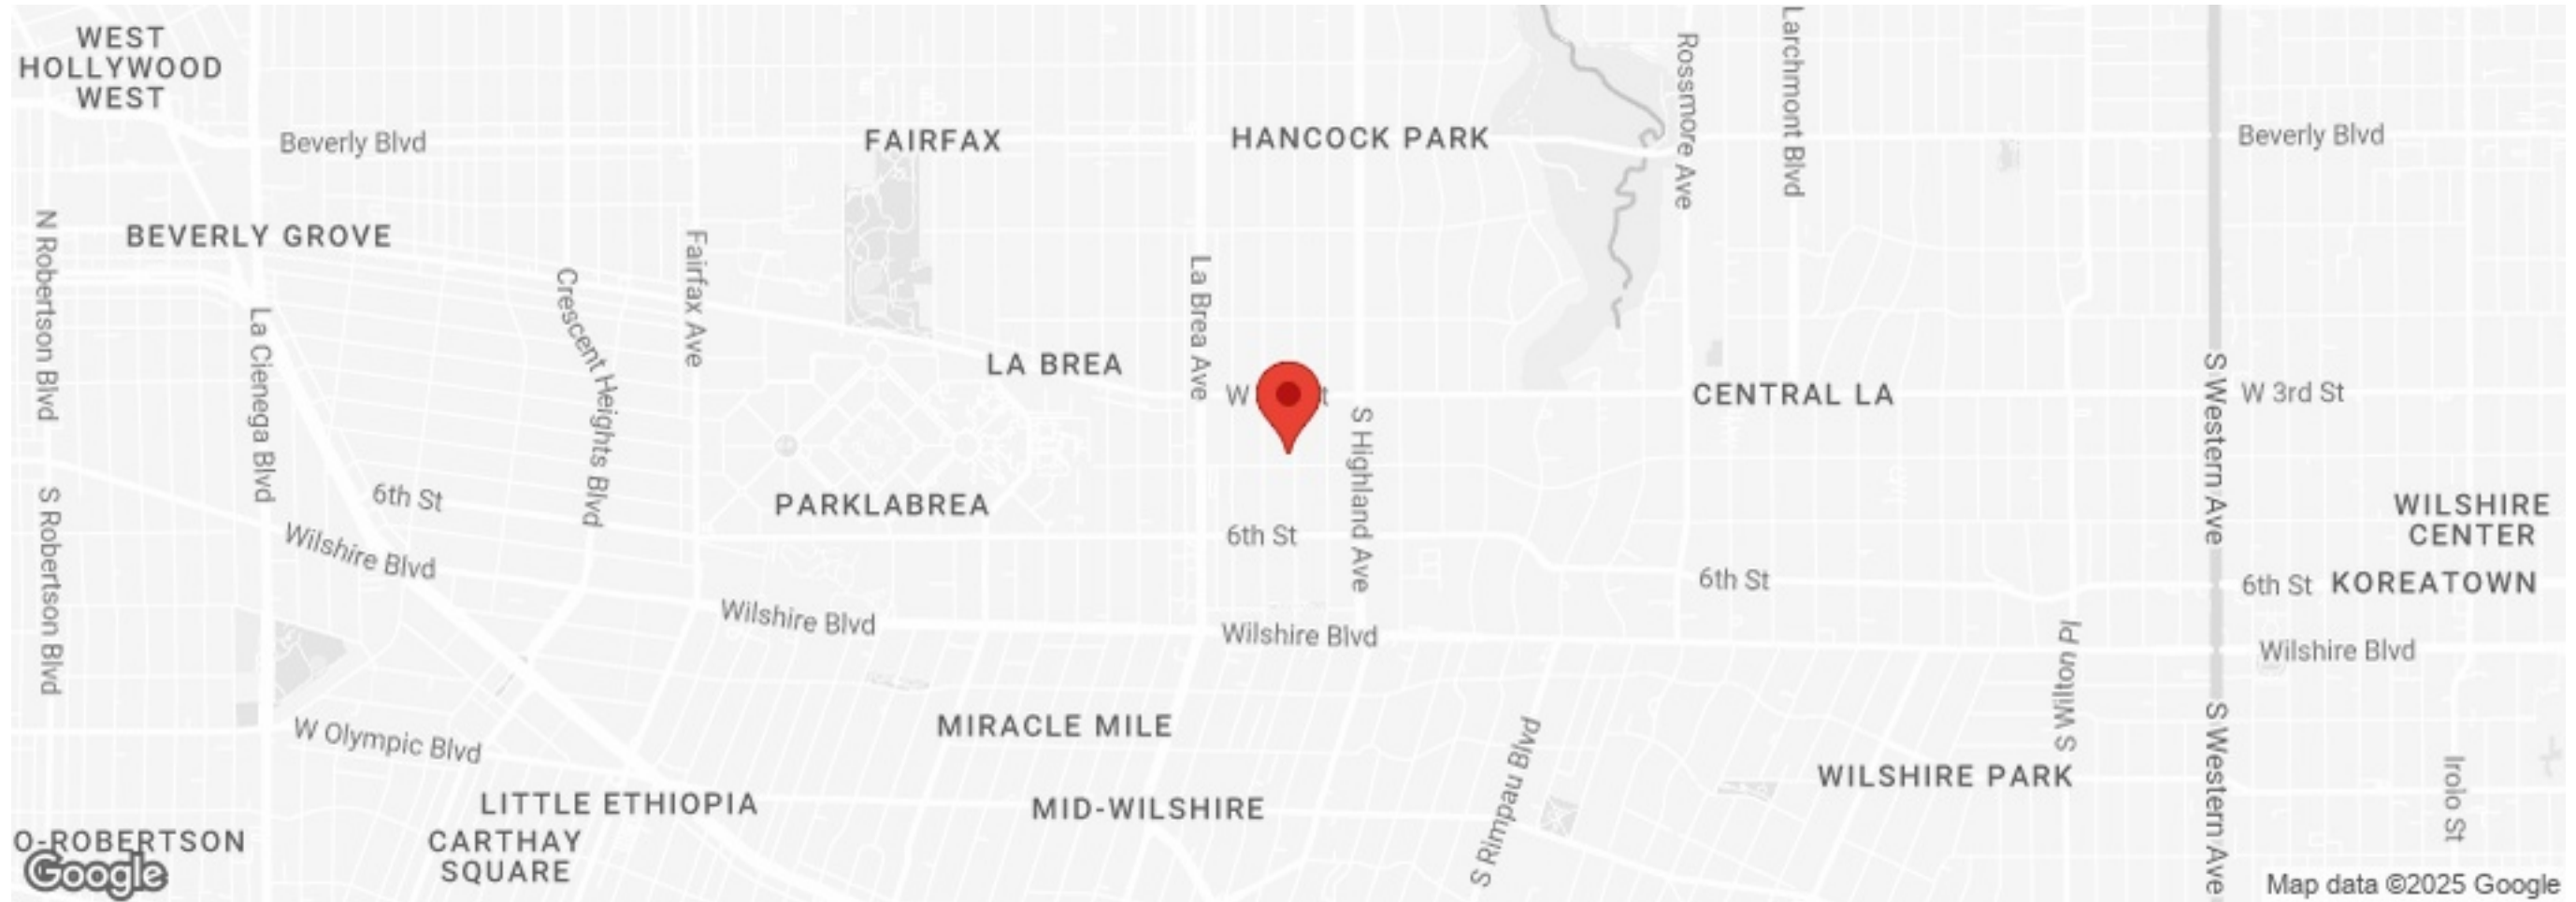 WEST
HOLLYWOOD
WEST
Beverly Blvd
FAIRFAX
HANCOCK PARK
Rossmore Ave
Larchmont Blvd
Beverly Blvd
N Robertson Blvd
BEVERLY GROVE
La Cienega Blvd
Crescent Heights Blvd
Fairfax Ave
La Brea Ave
LA BREA
W
t
S Highland Ave
CENTRAL LA
S Western Ave
W 3rd St
S Robertson Blvd
6th St
Wilshire Blvd
PARKLABREA
6th St
6th St
6th St
WILSHIRE
CENTER
KOREATOWN
Wilshire Blvd
Wilshire Blvd
Wilshire Blvd
S Wilton Pl
W Olympic Blvd
MIRACLE MILE
S Rimpau Blvd
WILSHIRE PARK
S Western Ave
Irolo St
LITTLE ETHIOPIA
MID-WILSHIRE
O-ROBERTSON
CARTHAY
SQUARE
Google
Map data ©2025 Google